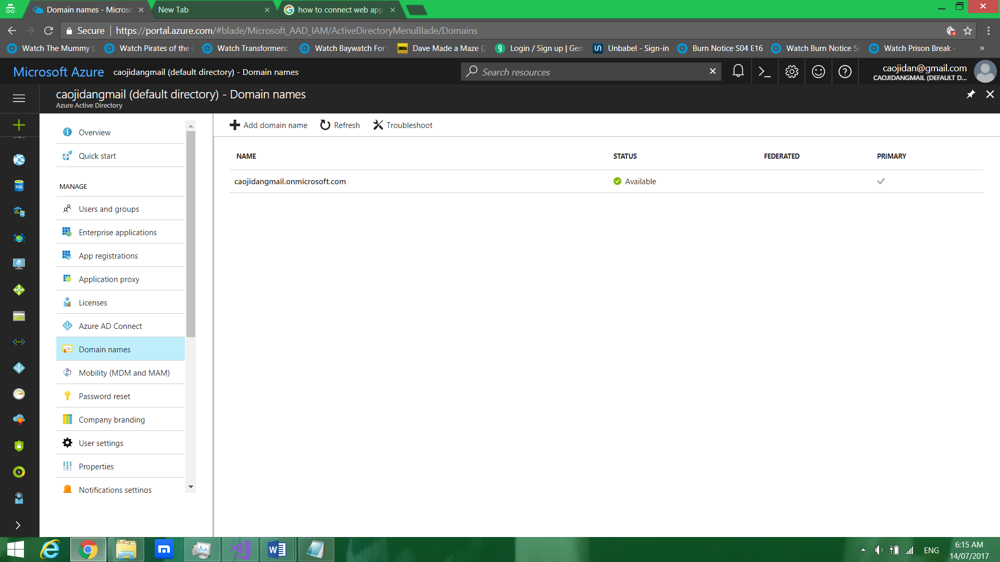 Domain names - Microso
New Tab
how to connect web app
Secure
https://portal.azure.com/#blade/Microsoft_AAD_IAM/ActiveDirectoryMenuBlade/Domains
Watch The Mummy (
Watch Pirates of the
Watch Transformers:
Watch Baywatch For
IMDb
Dave Made a Maze (2
Login / Sign up | Gen
Unbabel - Sign-in
Burn Notice S04 E16
Watch Burn Notice S
Watch Prison Break -
»
Microsoft Azure
caojidangmail (default directory) - Domain names
Search resources
caojidan@gmail.com
CAOJIDANGMAIL (DEFAULT D...
caojidangmail (default directory) - Domain names
Azure Active Directory
Overview
Quick start
MANAGE
Users and groups
Enterprise applications
App registrations
Application proxy
Licenses
Azure AD Connect
Domain names
Mobility (MDM and MAM)
Password reset
Company branding
User settings
Properties
Notifications settings
Add domain name
Refresh
Troubleshoot
NAME
STATUS
FEDERATED
PRIMARY
caojidangmail.onmicrosoft.com
Available
SQL
ENG
6:15 AM
14/07/2017